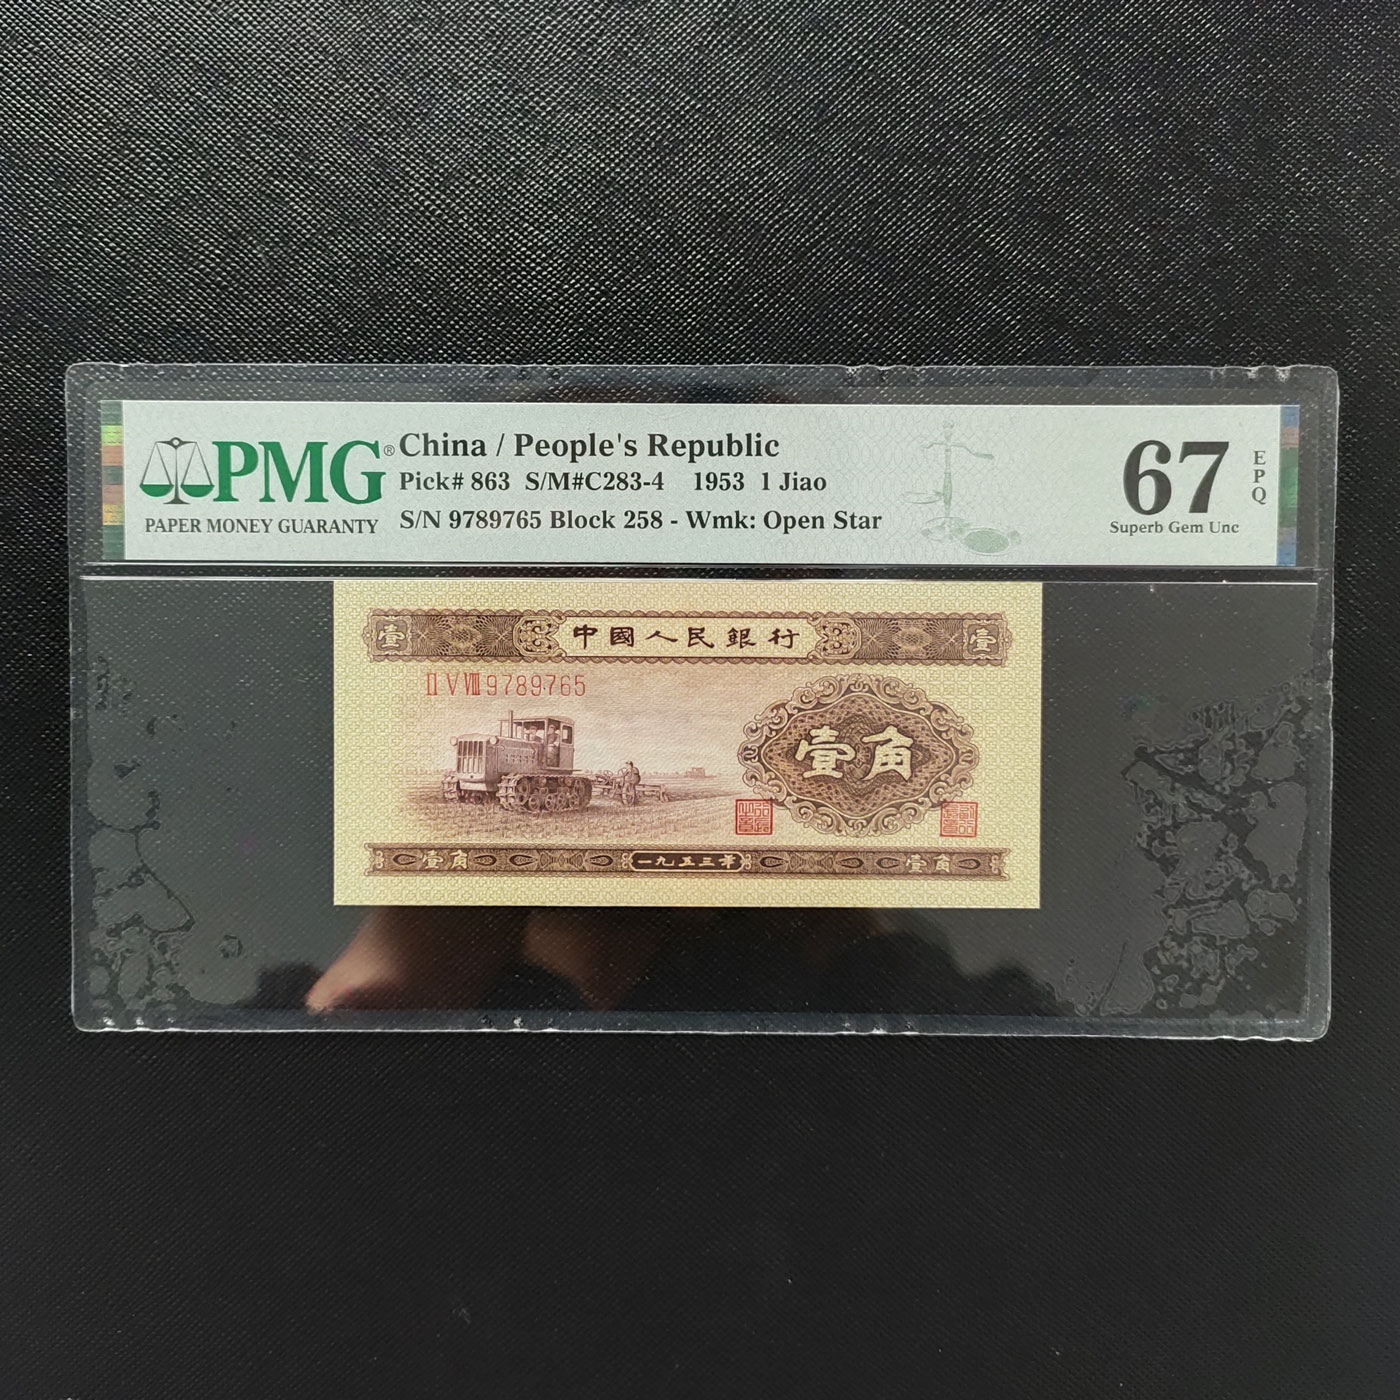 PMG®
PAPER MONEY GUARANTY
China / People's Republic
Pick# 863 S/M#C283-4 1953 1 Jiao
S/N 9789765 Block 258 - Wmk: Open Star
67
EPQ
Superb Gem Unc
壹 中國人民銀行 壹
II V VIII 9789765
壹角
壹角 一九五三年 壹角